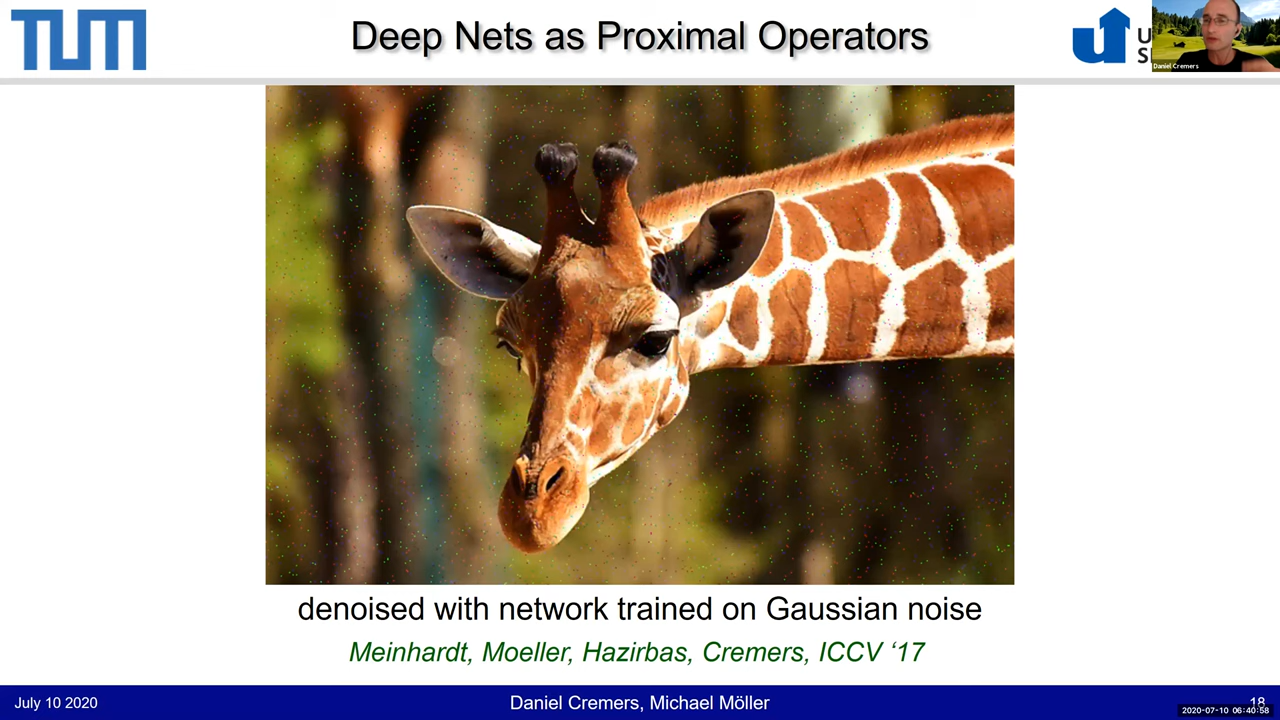 TUM
Deep Nets as Proximal Operators
U
Daniel Cremers
denoised with network trained on Gaussian noise
Meinhardt, Moeller, Hazirbas, Cremers, ICCV ‘17
July 10 2020
Daniel Cremers, Michael Möller
18
2020-07-10 06:40:58